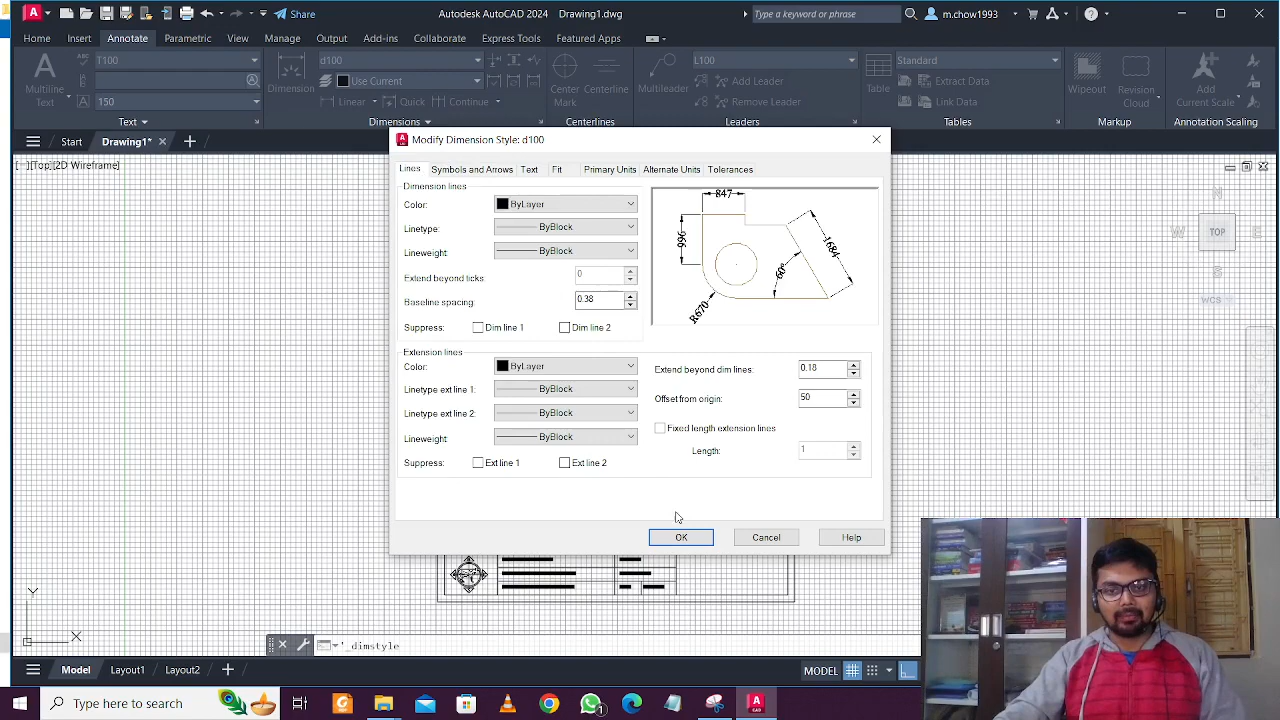 Share
Autodesk AutoCAD 2024 Drawing1.dwg
Type a keyword or phrase
m.chow1993
Home Insert Annotate Parametric View Manage Output Add-ins Collaborate Express Tools Featured Apps
T100
d100
L100
Standard
Use Current
Multiline
Text
Dimension
Center
Mark
Centerline
Multileader
Add Leader
Remove Leader
Table
Extract Data
Link Data
Wipeout
Revision
Cloud
Add
Current Scale
150
Linear
Quick
Continue
Text
Dimensions
Centerlines
Leaders
Tables
Markup
Annotation Scaling
Start
Drawing1*
[−][Top][2D Wireframe]
Modify Dimension Style: d100
Lines Symbols and Arrows Text Fit Primary Units Alternate Units Tolerances
Dimension lines
Color: ByLayer
Linetype: ByBlock
Lineweight: ByBlock
Extend beyond ticks 0
Baseline spacing: 0.38
Suppress: Dim line 1 Dim line 2
847
996
1684
60°
R670
Extension lines
Color: ByLayer
Linetype ext line 1: ByBlock
Linetype ext line 2: ByBlock
Lineweight: ByBlock
Suppress: Ext line 1 Ext line 2
Extend beyond dim lines: 0.18
Offset from origin: 50
Fixed length extension lines
Length: 1
OK Cancel Help
N
W TOP E
S
WCS
Y
X
'_dimstyle
Model Layout1 Layout2
MODEL
Type here to search